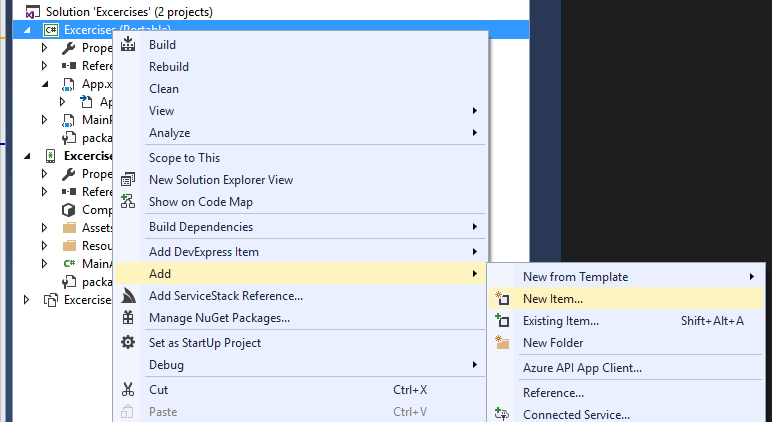 Solution 'Excercises' (2 projects)
C# Excercises (Portable)
Build
Prope
Rebuild
Refere
Clean
App.x
View
Ap
Analyze
MainP
packa
Scope to This
Excercise
New Solution Explorer View
Prope
Show on Code Map
Refere
Comp
Build Dependencies
Assets
Resou
Add DevExpress Item
C# MainA
Add
packa
New from Template
Excercises
Add ServiceStack Reference...
New Item...
Manage NuGet Packages...
Existing Item... Shift+Alt+A
Set as StartUp Project
New Folder
Debug
Azure API App Client...
Cut Ctrl+X
Reference...
Paste Ctrl+V
Connected Service...